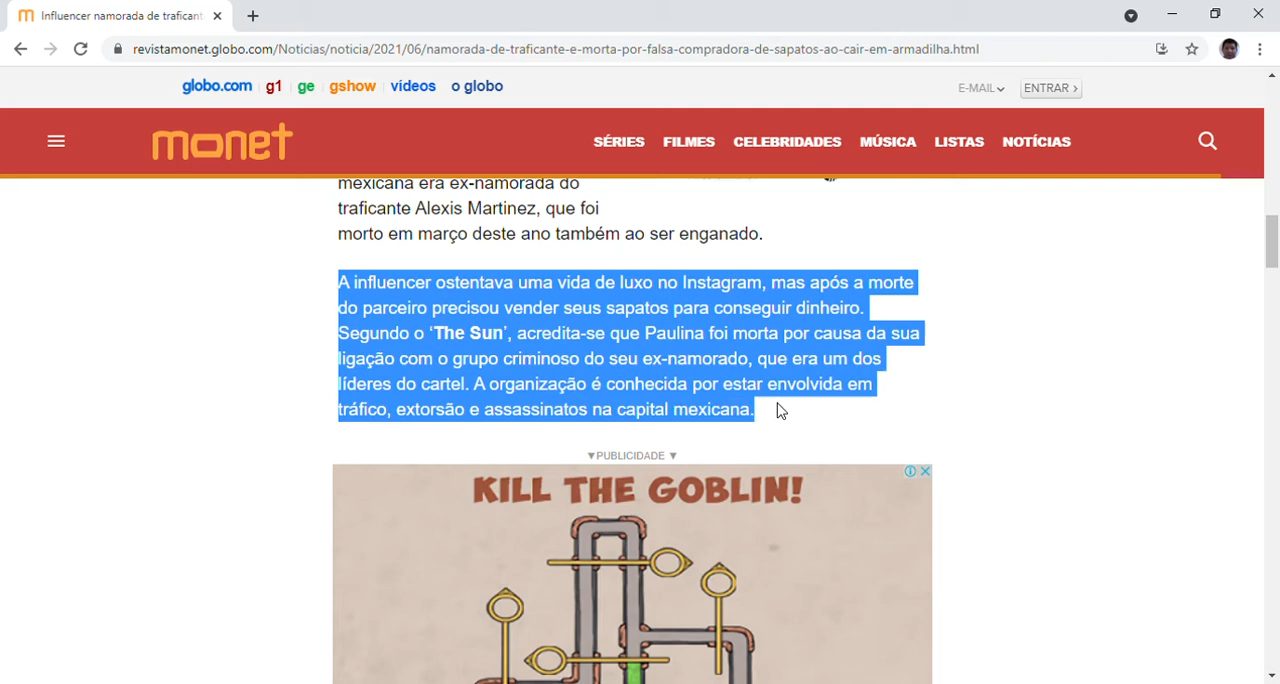 Influencer namorada de traficant
revistamonet.globo.com/Noticias/noticia/2021/06/namorada-de-traficante-e-morta-por-falsa-compradora-de-sapatos-ao-cair-em-armadilha.html
globo.com g1 ge gshow vídeos o globo E-MAIL ENTRAR
monet SÉRIES FILMES CELEBRIDADES MÚSICA LISTAS NOTÍCIAS
mexicana era ex-namorada do
traficante Alexis Martinez, que foi
morto em março deste ano também ao ser enganado.
A influencer ostentava uma vida de luxo no Instagram, mas após a morte
do parceiro precisou vender seus sapatos para conseguir dinheiro.
Segundo o ‘The Sun’, acredita-se que Paulina foi morta por causa da sua
ligação com o grupo criminoso do seu ex-namorado, que era um dos
líderes do cartel. A organização é conhecida por estar envolvida em
tráfico, extorsão e assassinatos na capital mexicana.
▼PUBLICIDADE ▼
KILL THE GOBLIN!